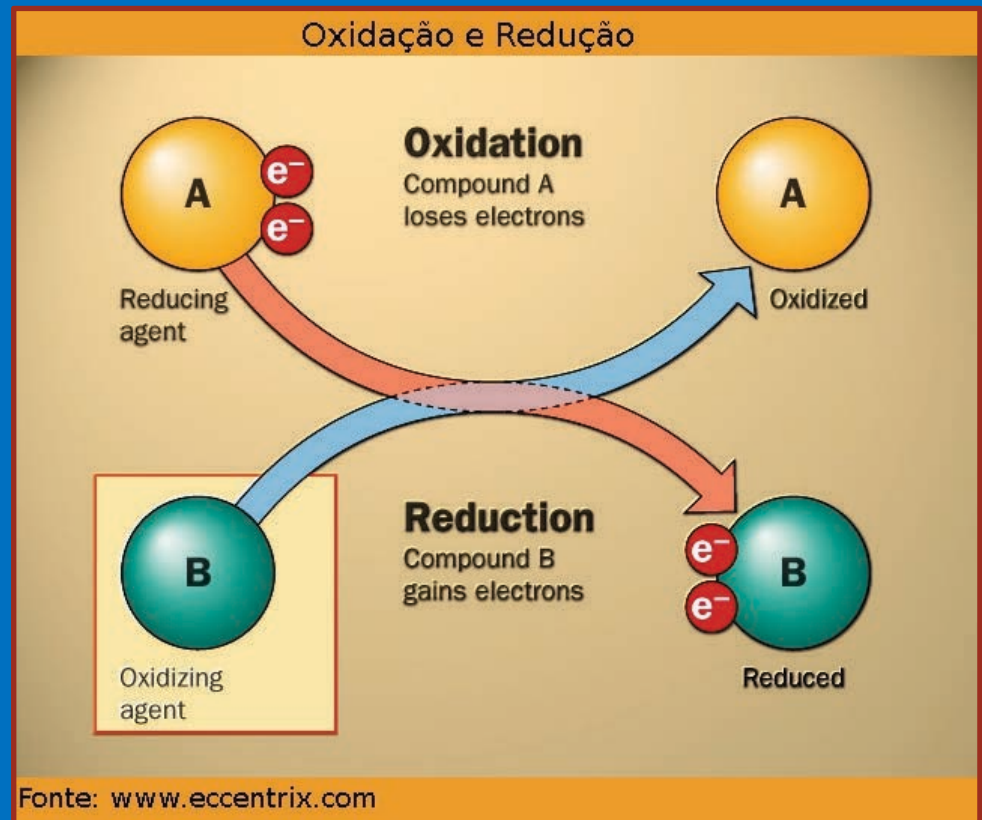 Oxidação e Redução
A
e⁻
e⁻
Reducing
agent
Oxidation
Compound A
loses electrons
A
Oxidized
B
Oxidizing
agent
Reduction
Compound B
gains electrons
e⁻
e⁻
B
Reduced
Fonte: www.eccentrix.com